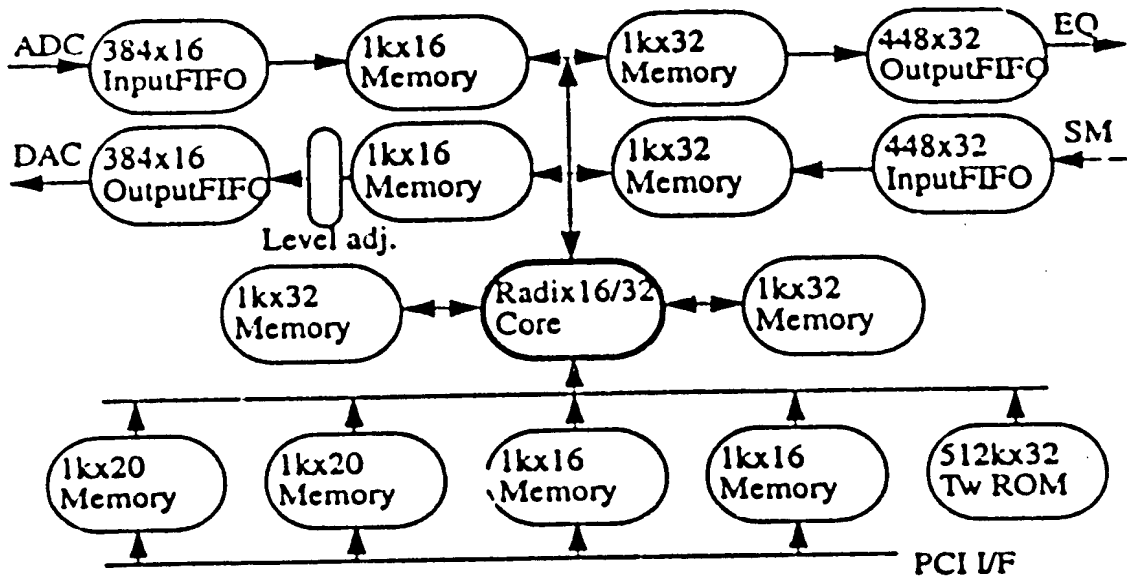 ADC
384x16
InputFIFO
1kx16
Memory
1kx32
Memory
448x32
OutputFIFO
EQ
DAC
384x16
OutputFIFO
1kx16
Memory
1kx32
Memory
448x32
InputFIFO
SM
Level adj.
1kx32
Memory
Radix16/32
Core
1kx32
Memory
1kx20
Memory
1kx20
Memory
1kx16
Memory
1kx16
Memory
512kx32
Tw ROM
PCI I/F